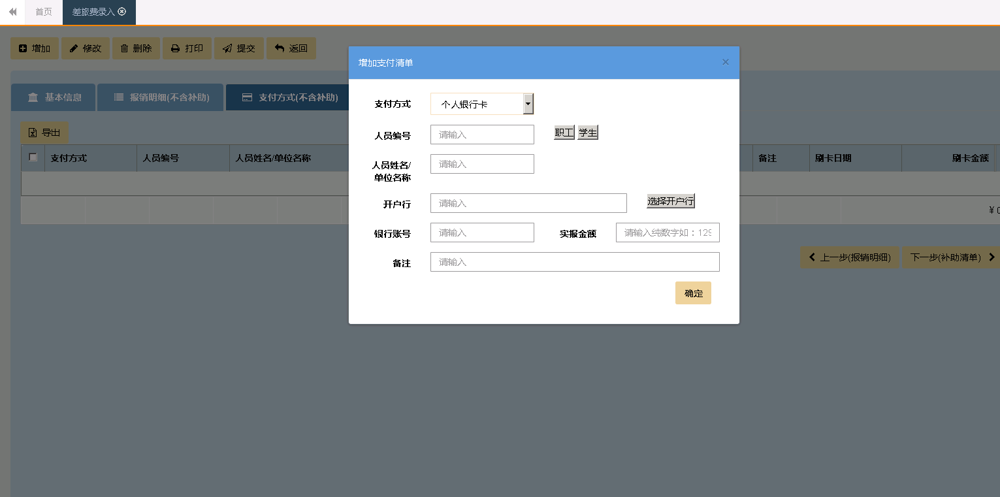 首页 差旅费录入
增加 修改 删除 打印 提交 返回
增加支付清单 ×
基本信息 报销明细(不含补助) 支付方式(不含补助)
支付方式 个人银行卡
导出
人员编号 请输入 职工 学生
支付方式 人员编号 人员姓名/单位名称 备注 刷卡日期 刷卡金额
人员姓名/
单位名称 请输入
开户行 请输入 选择开户行
¥
银行账号 请输入 实报金额 请输入纯数字如：129
上一步(报销明细) 下一步(补助清单)
备注 请输入
确定